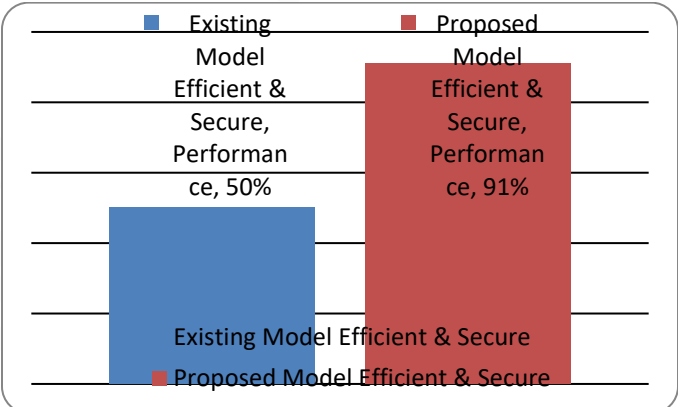 Existing
Model
Efficient &
Secure,
Performan
ce, 50%
Proposed
Model
Efficient &
Secure,
Performan
ce, 91%
Existing Model Efficient & Secure
Proposed Model Efficient & Secure